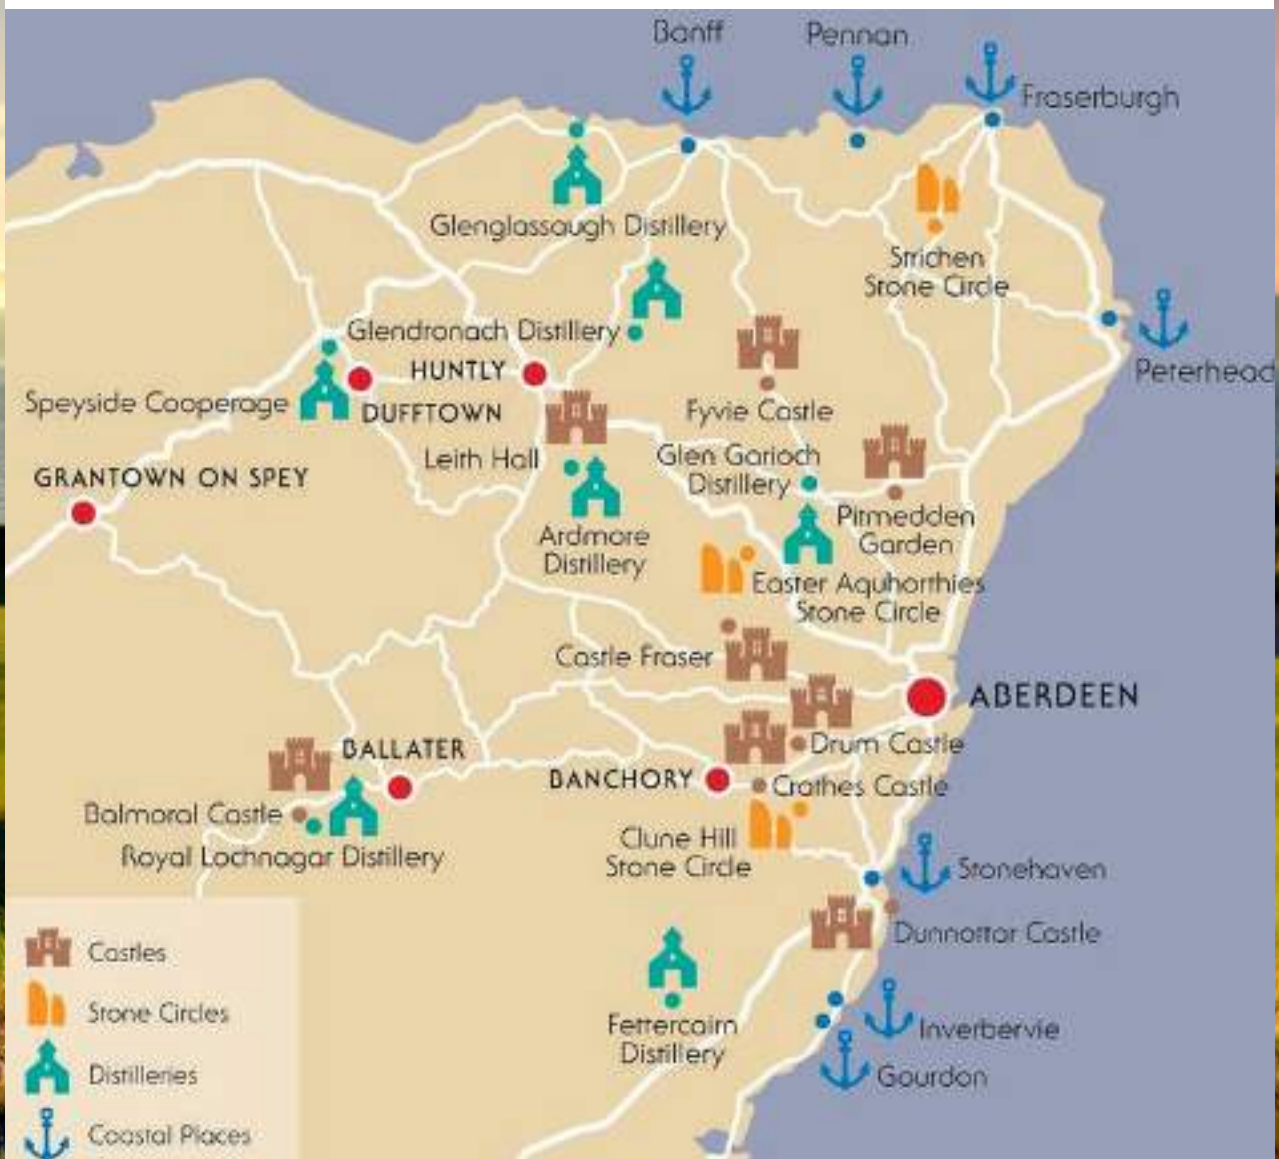 Banff
Pennan
Fraserburgh
Glenglassaugh Distillery
Strichen
Stone Circle
Glendronach Distillery
Peterhead
HUNTLY
Speyside Cooperage
DUFFTOWN
Fyvie Castle
Leith Hall
Glen Garioch
Distillery
GRANTOWN ON SPEY
Pitmedden
Garden
Ardmore
Distillery
Easter Aquhorthies
Stone Circle
Castle Fraser
ABERDEEN
BALLATER
Drum Castle
BANCHORY
Crathes Castle
Balmoral Castle
Royal Lochnagar Distillery
Clune Hill
Stone Circle
Stonehaven
Dunnottar Castle
Fettercairn
Distillery
Inverbervie
Gourdon
Castles
Stone Circles
Distilleries
Coastal Places